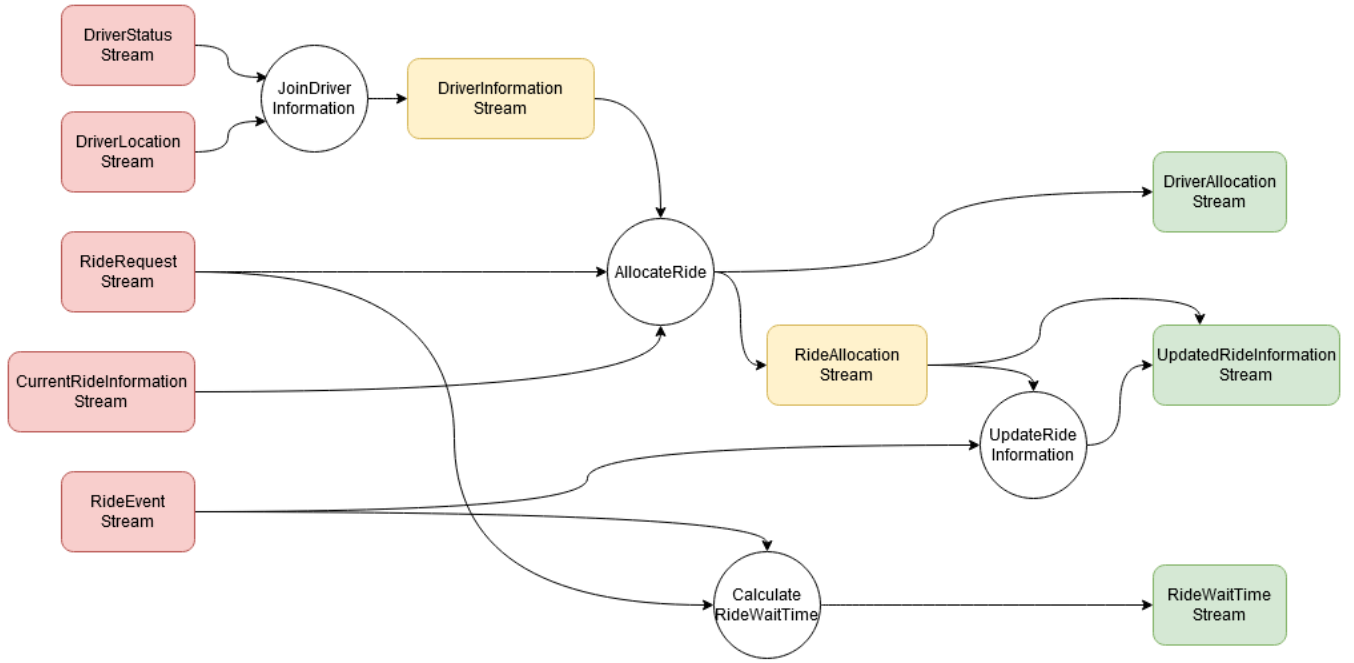 DriverStatus
Stream
JoinDriver
Information
DriverInformation
Stream
DriverLocation
Stream
DriverAllocation
Stream
RideRequest
Stream
AllocateRide
CurrentRideInformation
Stream
RideAllocation
Stream
UpdatedRideInformation
Stream
UpdateRide
Information
RideEvent
Stream
Calculate
RideWaitTime
RideWaitTime
Stream